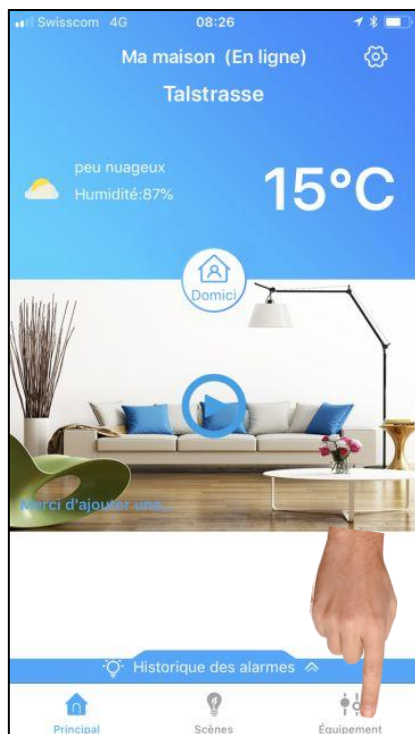 Swisscom 4G 08:26
Ma maison (En ligne)
Talstrasse
peu nuageux
Humidité:87%
15°C
Domici
Merci d'ajouter une...
Historique des alarmes
Principal Scènes Équipement